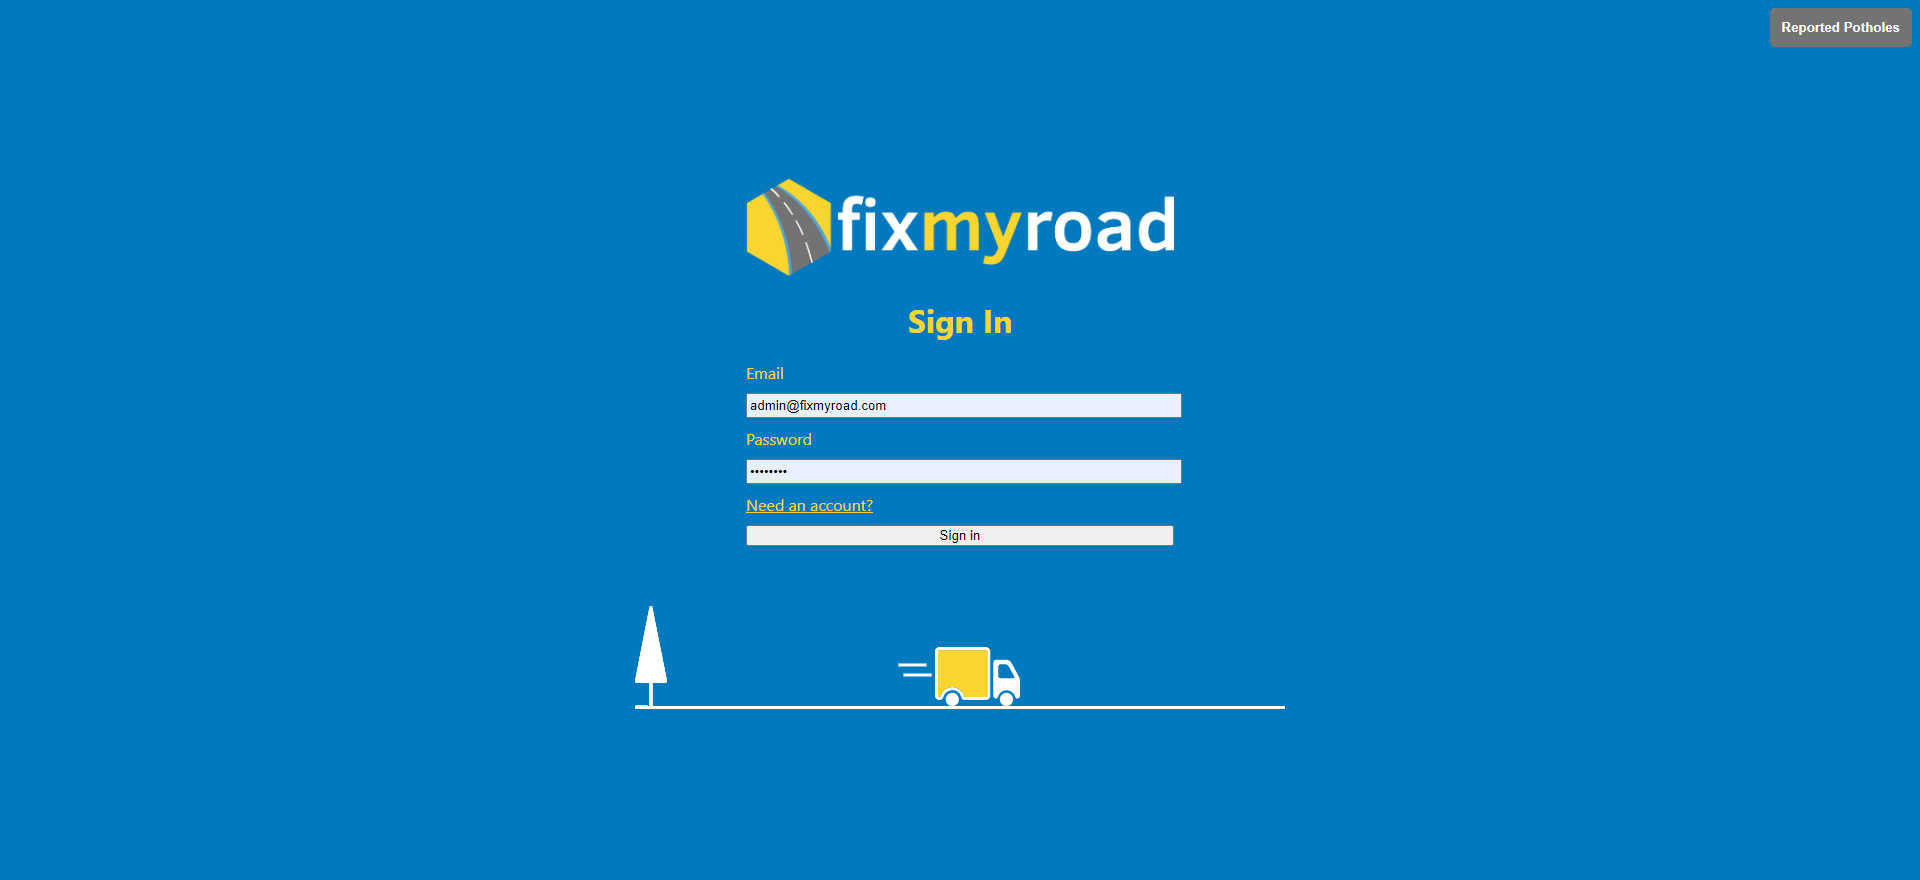 Reported Potholes
fixmyroad
Sign In
Email
admin@fixmyroad.com
Password
••••••••
Need an account?
Sign in